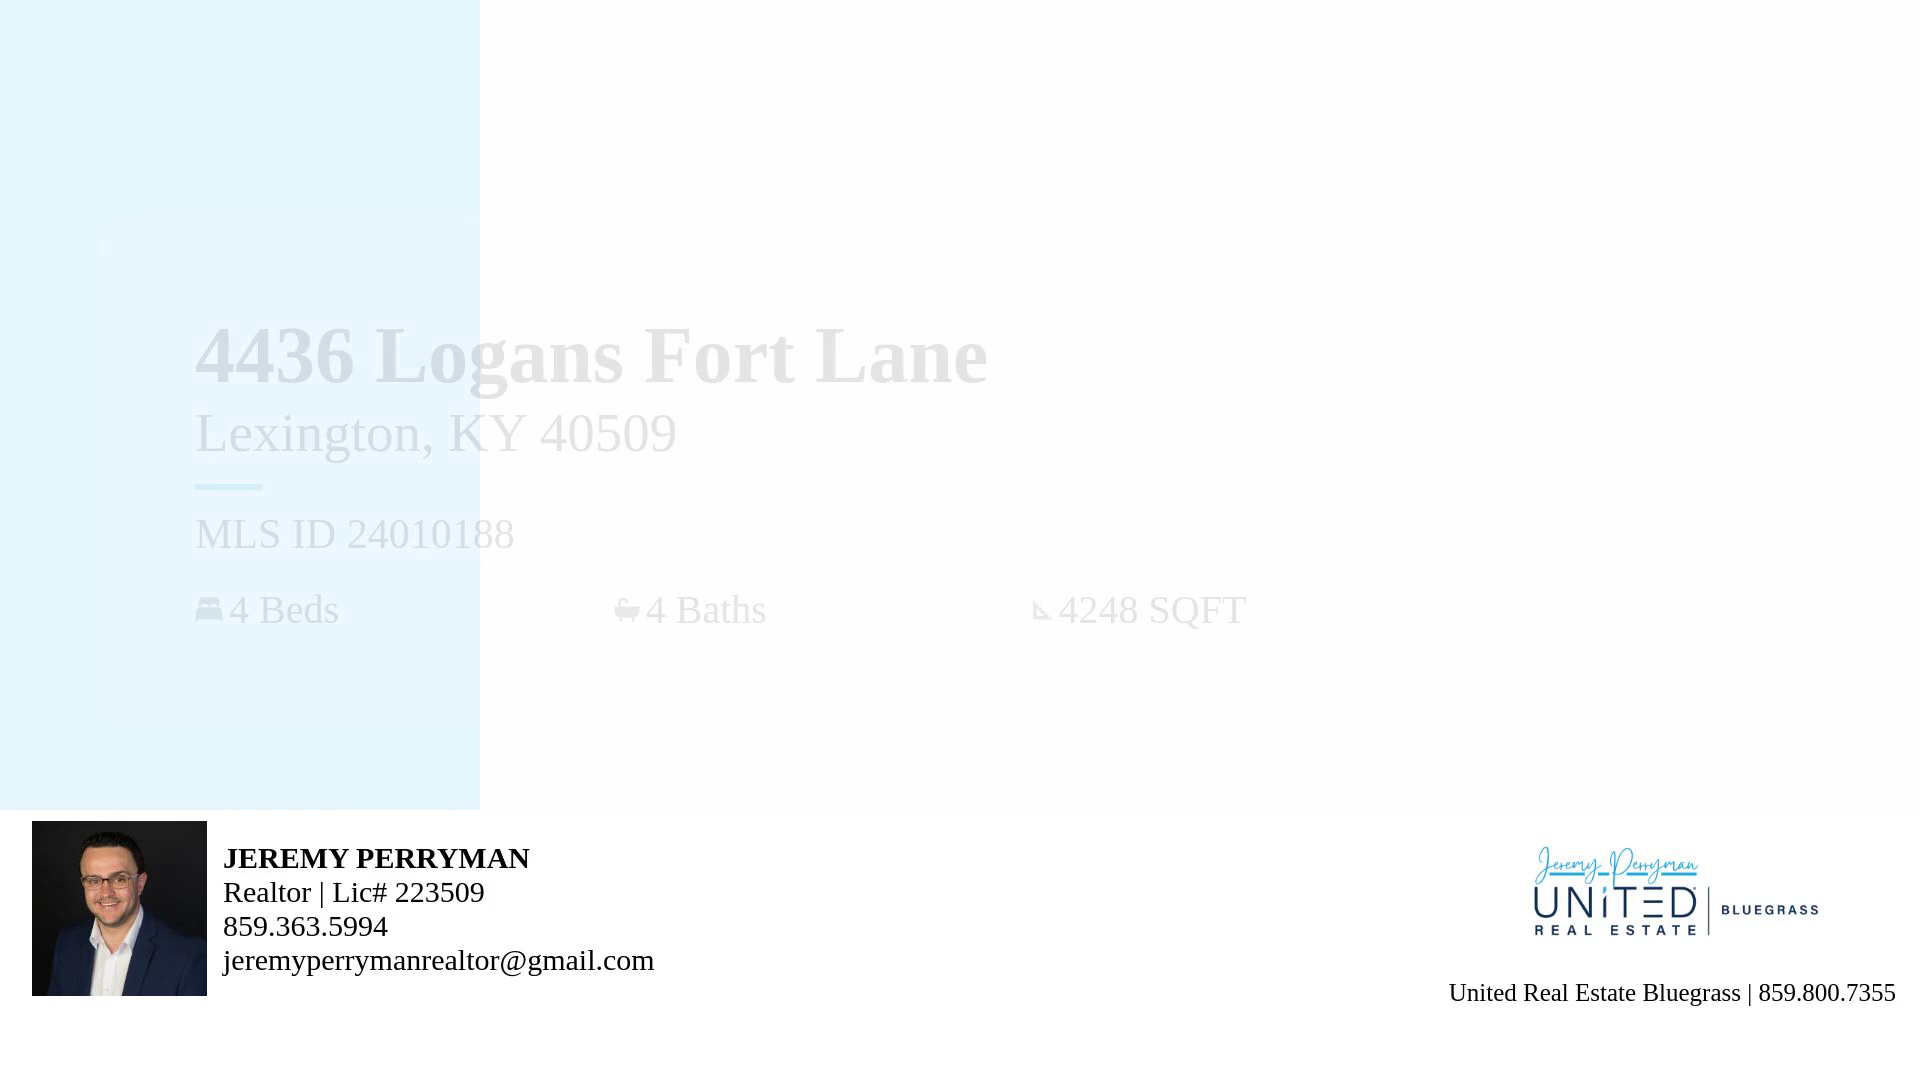 4436 Logans Fort Lane
Lexington, KY 40509
MLS ID 24010188
4 Beds
4 Baths
4248 SQFT
JEREMY PERRYMAN
Realtor | Lic# 223509
859.363.5994
jeremyperrymanrealtor@gmail.com
Jeremy Perryman
UNITED
REAL ESTATE
BLUEGRASS
United Real Estate Bluegrass | 859.800.7355